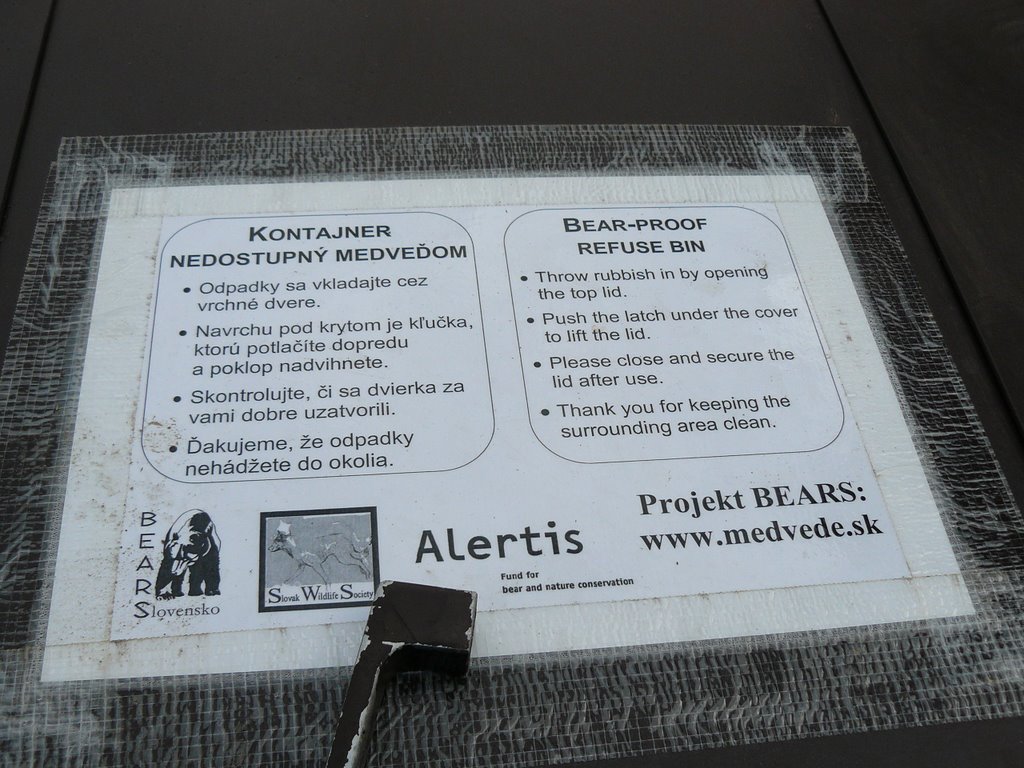 KONTAJNER
NEDOSTUPNÝ MEDVEĎOM
• Odpadky sa vkladajte cez
vrchné dvere.
• Navrchu pod krytom je kľučka,
ktorú potlačíte dopredu
a poklop nadvihnete.
• Skontrolujte, či sa dvierka za
vami dobre uzatvorili.
• Ďakujeme, že odpadky
nehádžete do okolia.
BEAR-PROOF
REFUSE BIN
• Throw rubbish in by opening
the top lid.
• Push the latch under the cover
to lift the lid.
• Please close and secure the
lid after use.
• Thank you for keeping the
surrounding area clean.
BEARS
Slovensko
Slovak Wildlife Society
Alertis
Fund for
bear and nature conservation
Projekt BEARS:
www.medvede.sk